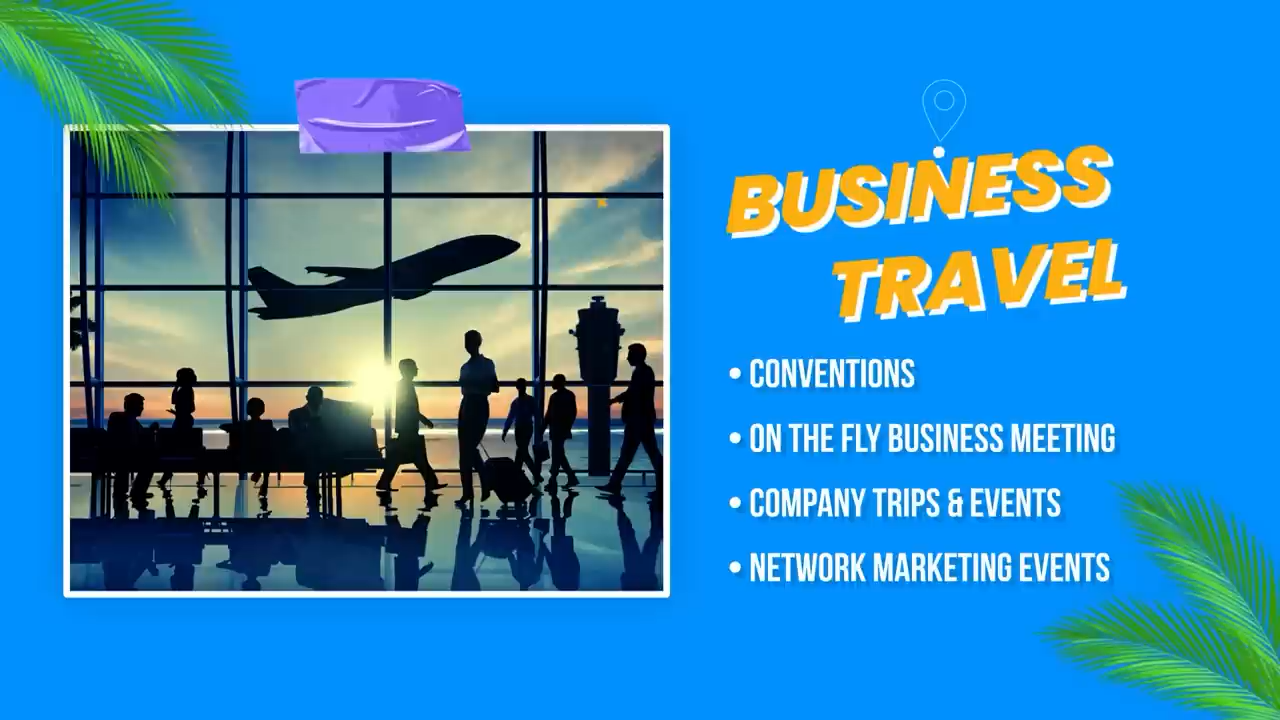 BUSINESS
TRAVEL
• CONVENTIONS
• ON THE FLY BUSINESS MEETING
• COMPANY TRIPS & EVENTS
• NETWORK MARKETING EVENTS